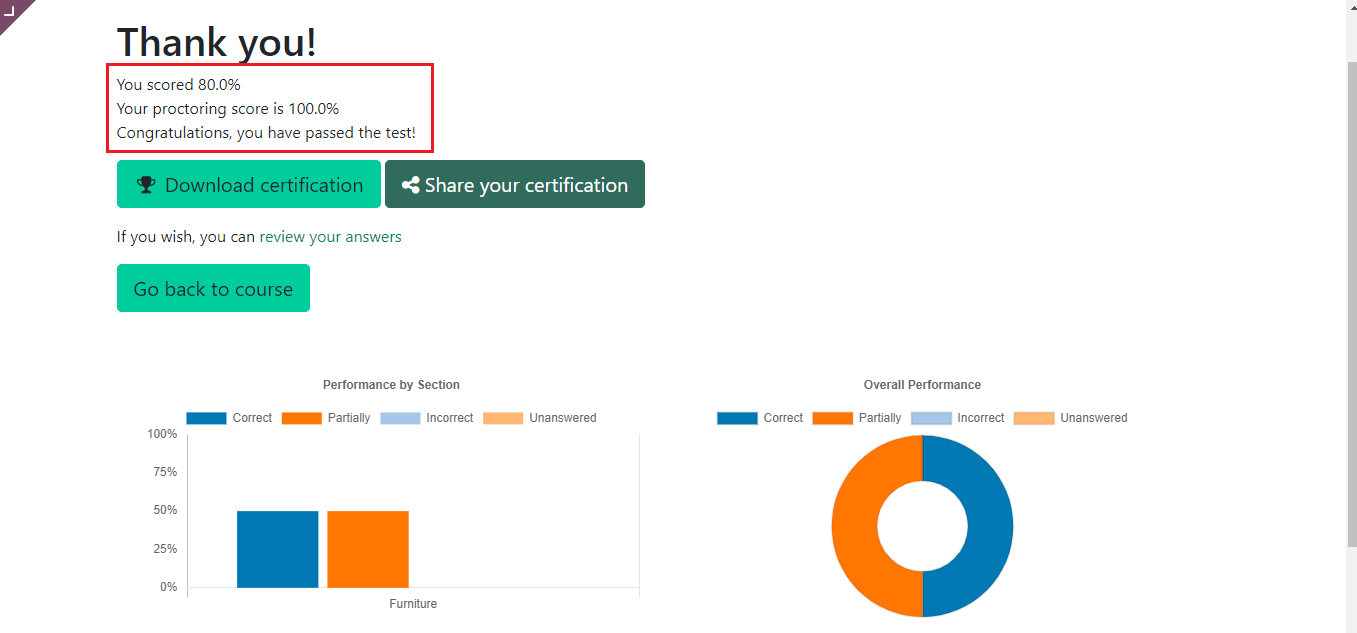 Thank you!
You scored 80.0%
Your proctoring score is 100.0%
Congratulations, you have passed the test!
Download certification
Share your certification
If you wish, you can review your answers
Go back to course
Performance by Section
Correct Partially Incorrect Unanswered
100%
75%
50%
25%
0%
Furniture
Overall Performance
Correct Partially Incorrect Unanswered